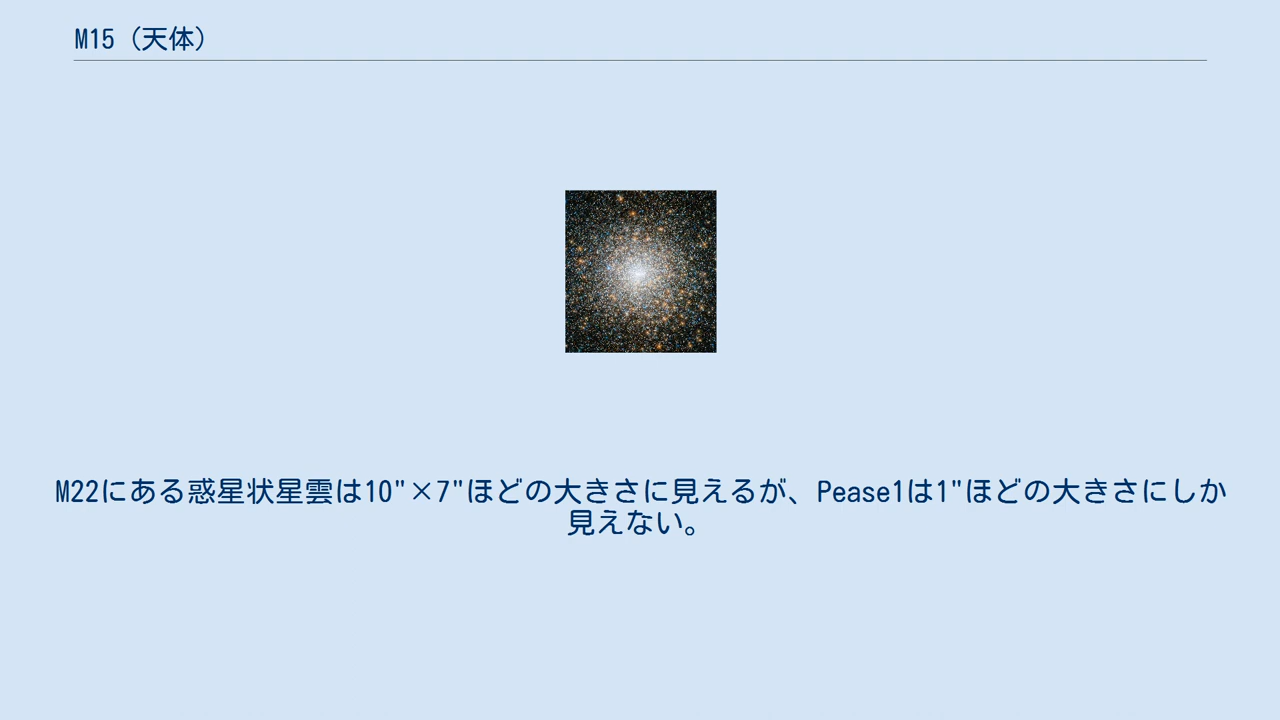 M15（天体）
M22にある惑星状星雲は10"×7"ほどの大きさに見えるが、Pease1は1"ほどの大きさにしか
見えない。